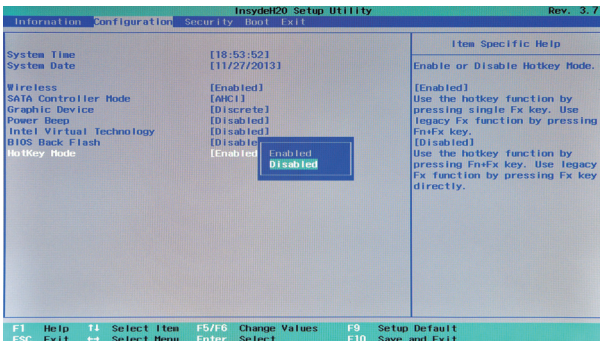 InsydeH20 Setup Utility Rev. 3.7
Information Configuration Security Boot Exit
Item Specific Help
System Time [18:53:52]
System Date [11/27/2013]
Enable or Disable Hotkey Mode.
Wireless [Enabled]
SATA Controller Mode [AHCI]
Graphic Device [Discrete]
Power Beep [Disabled]
Intel Virtual Technology [Disabled]
BIOS Back Flash [Disable
HotKey Mode [Enabled
Enabled
Disabled
[Enabled]
Use the hotkey function by
pressing single Fx key. Use
legacy Fx function by pressing
Fn+Fx key.
[Disabled]
Use the hotkey function by
pressing Fn+Fx key. Use legacy
Fx function by pressing Fx key
directly.
F1 Help ↑↓ Select Item F5/F6 Change Values F9 Setup Default
ESC Exit ↔ Select Menu Enter Select F10 Save and Exit